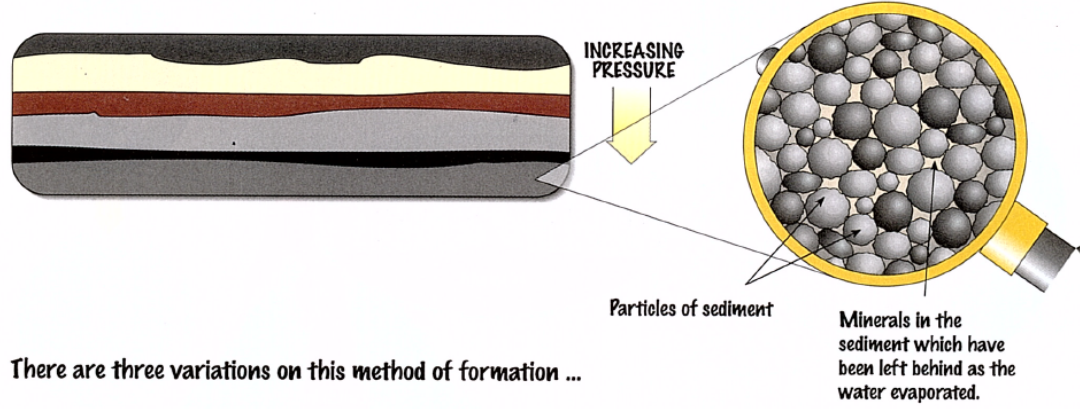 INCREASING
PRESSURE
Particles of sediment
Minerals in the
sediment which have
been left behind as the
water evaporated.
There are three variations on this method of formation ...